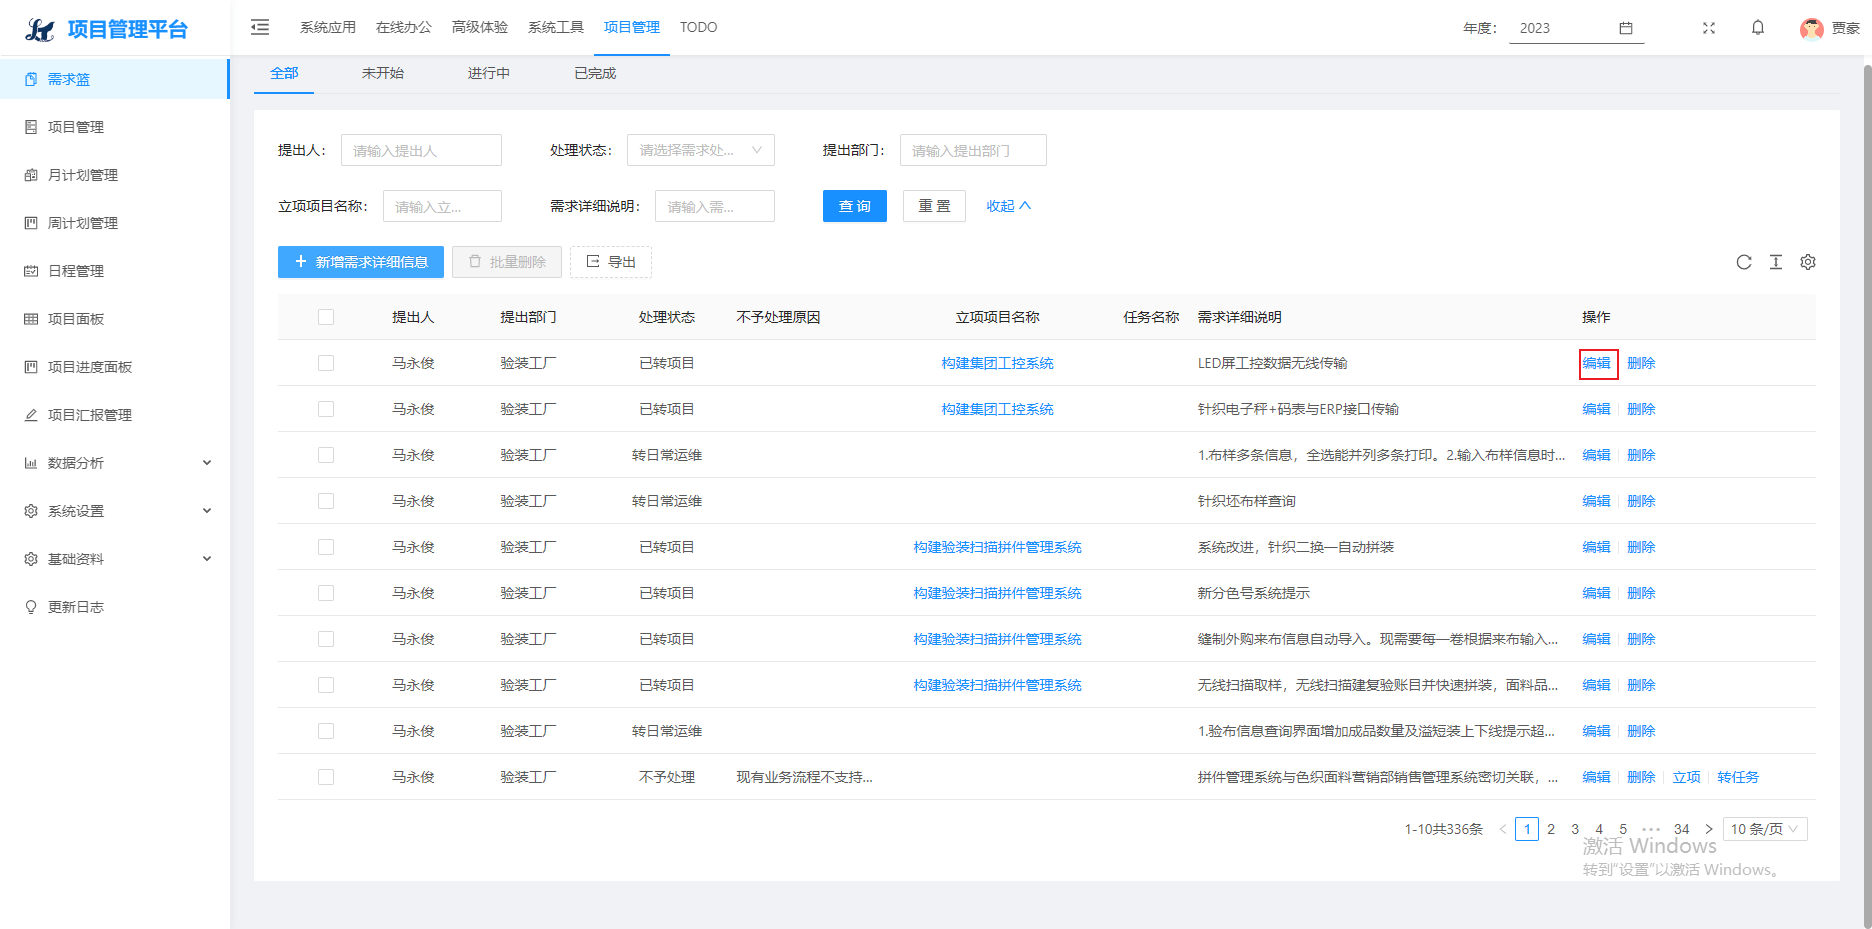 项目管理平台
系统应用 在线办公 高级体验 系统工具 项目管理 TODO
年度： 2023
贾豪
需求篮
项目管理
月计划管理
周计划管理
日程管理
项目面板
项目进度面板
项目汇报管理
数据分析
系统设置
基础资料
更新日志
全部 未开始 进行中 已完成
提出人： 请输入提出人 处理状态： 请选择需求处... 提出部门： 请输入提出部门
立项项目名称： 请输入立... 需求详细说明： 请输入需... 查 询 重 置 收起
新增需求详细信息 批量删除 导出
提出人 提出部门 处理状态 不予处理原因 立项项目名称 任务名称 需求详细说明 操作
马永俊 验装工厂 已转项目 构建集团工控系统 LED屏工控数据无线传输 编辑 删除
马永俊 验装工厂 已转项目 构建集团工控系统 针织电子秤+码表与ERP接口传输 编辑 删除
马永俊 验装工厂 转日常运维 1.布样多条信息，全选能并列多条打印。2.输入布样信息时... 编辑 删除
马永俊 验装工厂 转日常运维 针织坯布样查询 编辑 删除
马永俊 验装工厂 已转项目 构建验装扫描拼件管理系统 系统改进，针织二换一自动拼装 编辑 删除
马永俊 验装工厂 已转项目 构建验装扫描拼件管理系统 新分色号系统提示 编辑 删除
马永俊 验装工厂 已转项目 构建验装扫描拼件管理系统 缝制外购来布信息自动导入。现需要每一卷根据来布输入... 编辑 删除
马永俊 验装工厂 已转项目 构建验装扫描拼件管理系统 无线扫描取样，无线扫描建复验账目并快速拼装，面料品... 编辑 删除
马永俊 验装工厂 转日常运维 1.验布信息查询界面增加成品数量及溢短装上下线提示超... 编辑 删除
马永俊 验装工厂 不予处理 现有业务流程不支持... 拼件管理系统与色织面料营销部销售管理系统密切关联，... 编辑 删除 立项 转任务
1-10共336条 1 2 3 4 5 ••• 34 10 条/页
激活 Windows
转到"设置"以激活 Windows。